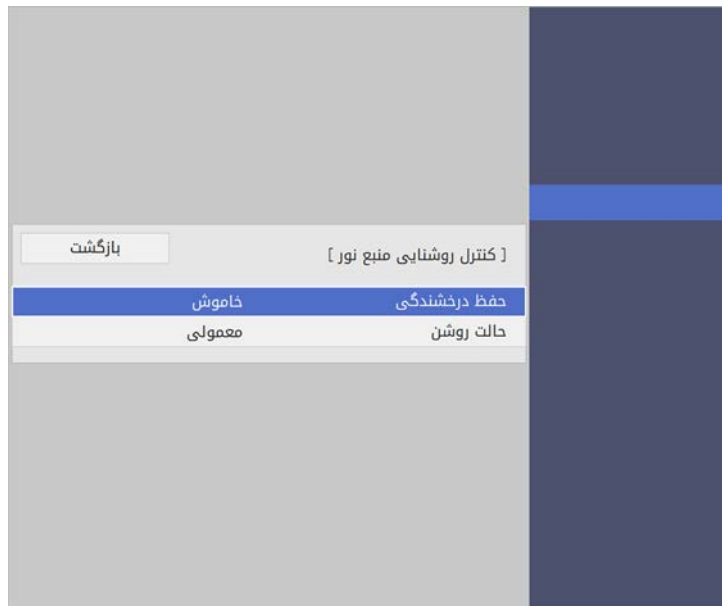 [ کنترل روشنایی منبع نور ] بازگشت
حفظ درخشندگی خاموش
حالت روشن معمولی